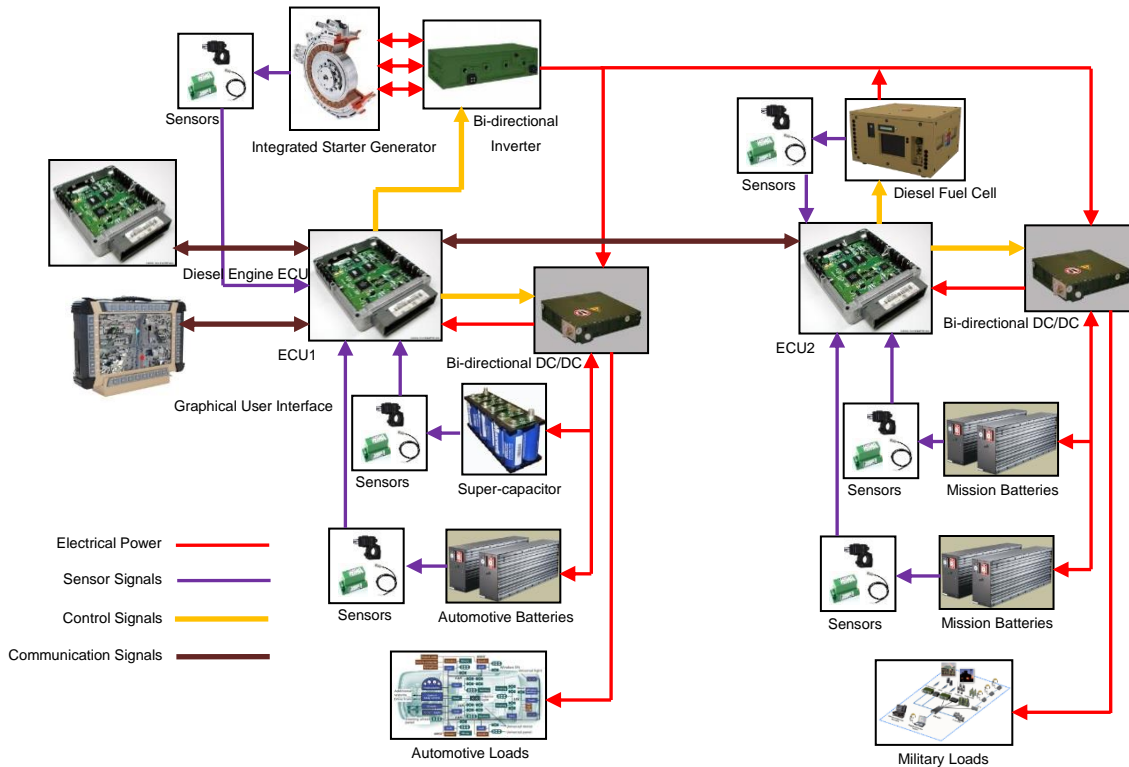 Sensors
Integrated Starter Generator
Bi-directional
Inverter
Sensors
Diesel Fuel Cell
Diesel Engine ECU
ECU1
Bi-directional DC/DC
ECU2
Bi-directional DC/DC
Graphical User Interface
Sensors
Super-capacitor
Sensors
Mission Batteries
Electrical Power
Sensor Signals
Control Signals
Communication Signals
Sensors
Automotive Batteries
Sensors
Mission Batteries
Automotive Loads
Military Loads